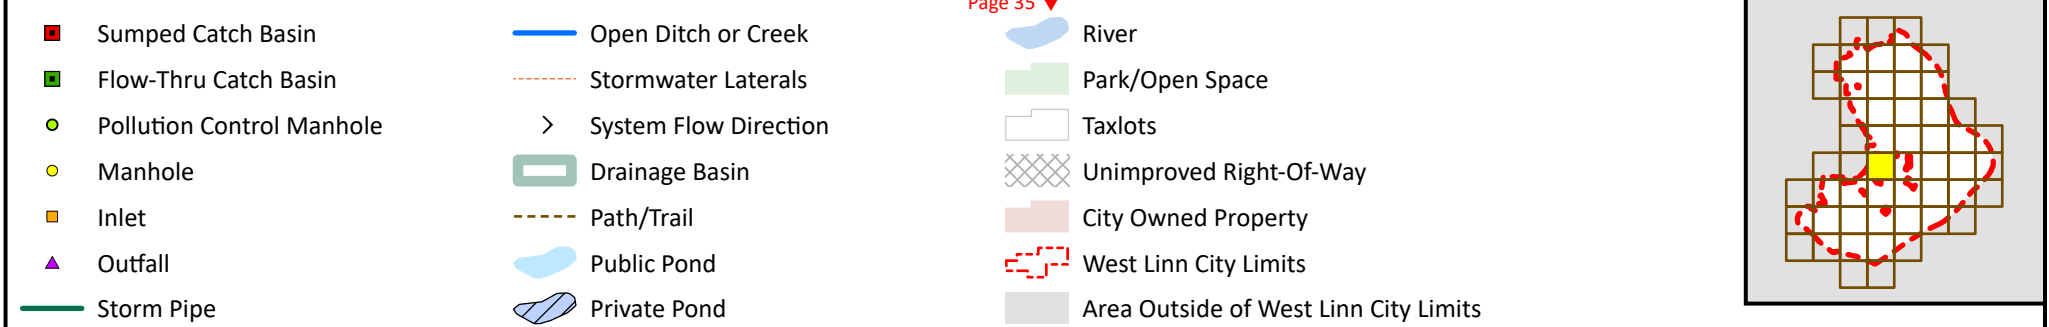 Page 35
Sumped Catch Basin
Flow-Thru Catch Basin
Pollution Control Manhole
Manhole
Inlet
Outfall
Storm Pipe
Open Ditch or Creek
Stormwater Laterals
System Flow Direction
Drainage Basin
Path/Trail
Public Pond
Private Pond
River
Park/Open Space
Taxlots
Unimproved Right-Of-Way
City Owned Property
West Linn City Limits
Area Outside of West Linn City Limits